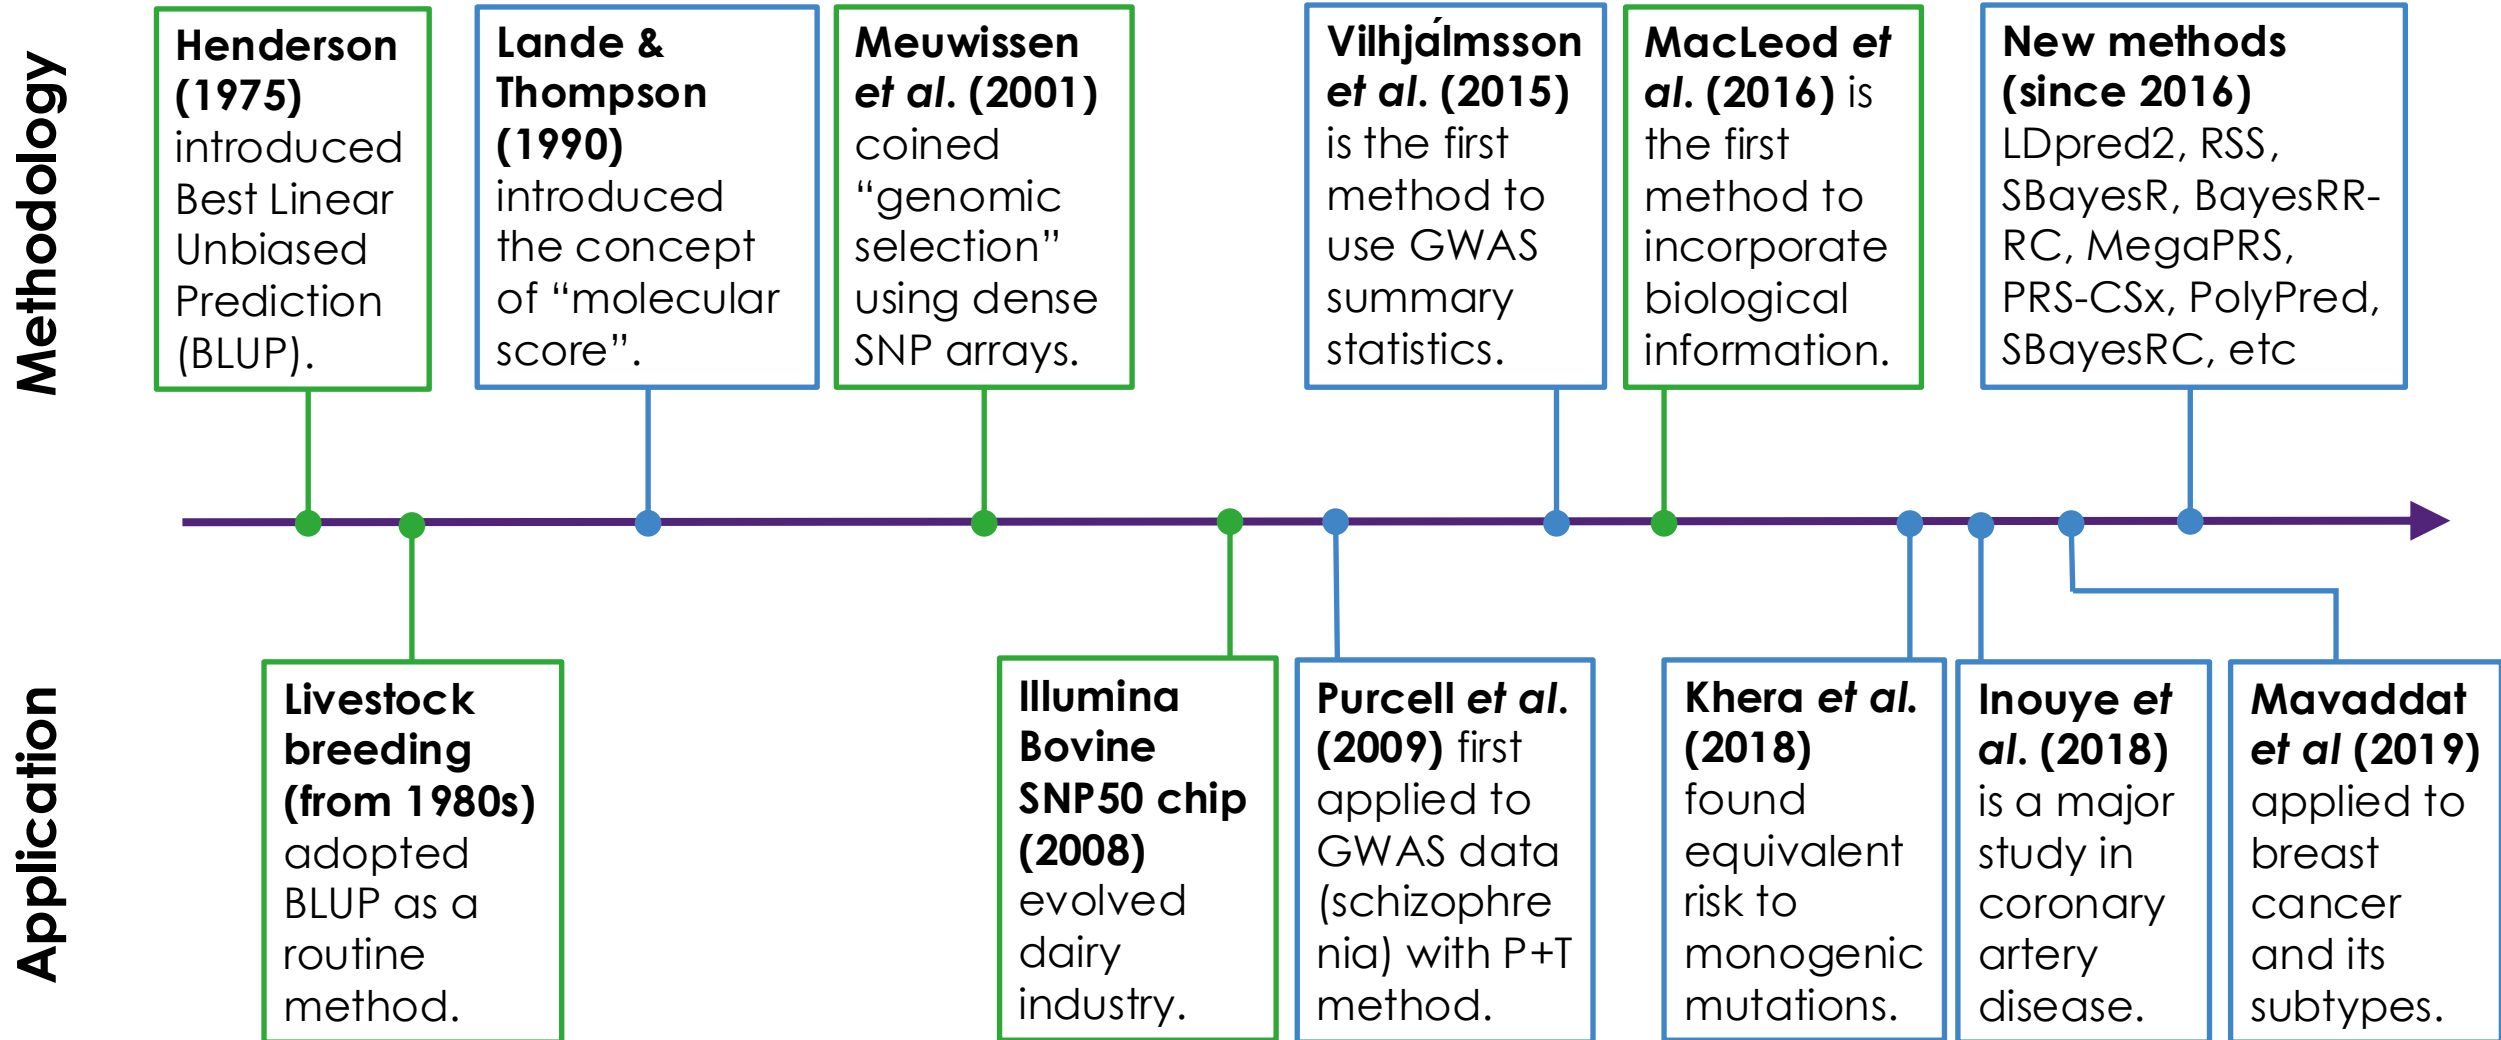 Methodology
Henderson
(1975)
introduced
Best Linear
Unbiased
Prediction
(BLUP).
Lande &
Thompson
(1990)
introduced
the concept
of “molecular
score”.
Meuwissen
et al. (2001)
coined
“genomic
selection”
using dense
SNP arrays.
Vilhjálmsson
et al. (2015)
is the first
method to
use GWAS
summary
statistics.
MacLeod et
al. (2016) is
the first
method to
incorporate
biological
information.
New methods
(since 2016)
LDpred2, RSS,
SBayesR, BayesRR-
RC, MegaPRS,
PRS-CSx, PolyPred,
SBayesRC, etc
Application
Livestock
breeding
(from 1980s)
adopted
BLUP as a
routine
method.
Illumina
Bovine
SNP50 chip
(2008)
evolved
dairy
industry.
Purcell et al.
(2009) first
applied to
GWAS data
(schizophre
nia) with P+T
method.
Khera et al.
(2018)
found
equivalent
risk to
monogenic
mutations.
Inouye et
al. (2018)
is a major
study in
coronary
artery
disease.
Mavaddat
et al (2019)
applied to
breast
cancer
and its
subtypes.